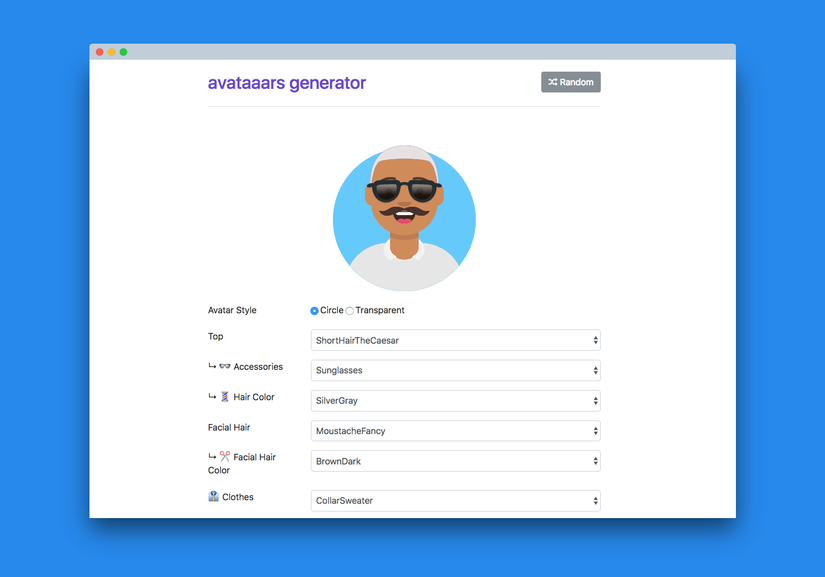 avataaars generator
Random
Avatar Style
Circle Transparent
Top
ShortHairTheCaesar
↳ 🕶 Accessories
Sunglasses
↳ 💈 Hair Color
SilverGray
Facial Hair
MoustacheFancy
↳ ✂️ Facial Hair
Color
BrownDark
👔 Clothes
CollarSweater